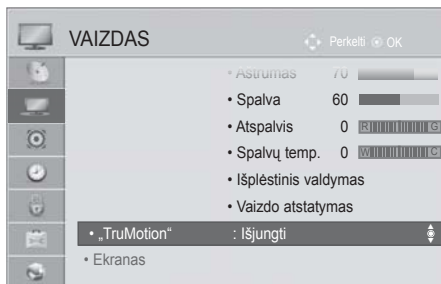 VAIZDAS
Perkelti OK
• Aštrumas 70
• Spalva 60
• Atspalvis 0 R G
• Spalvų temp. 0 W C
• Išplėstinis valdymas
• Vaizdo atstatymas
• „TruMotion“ : Išjungti
• Ekranas